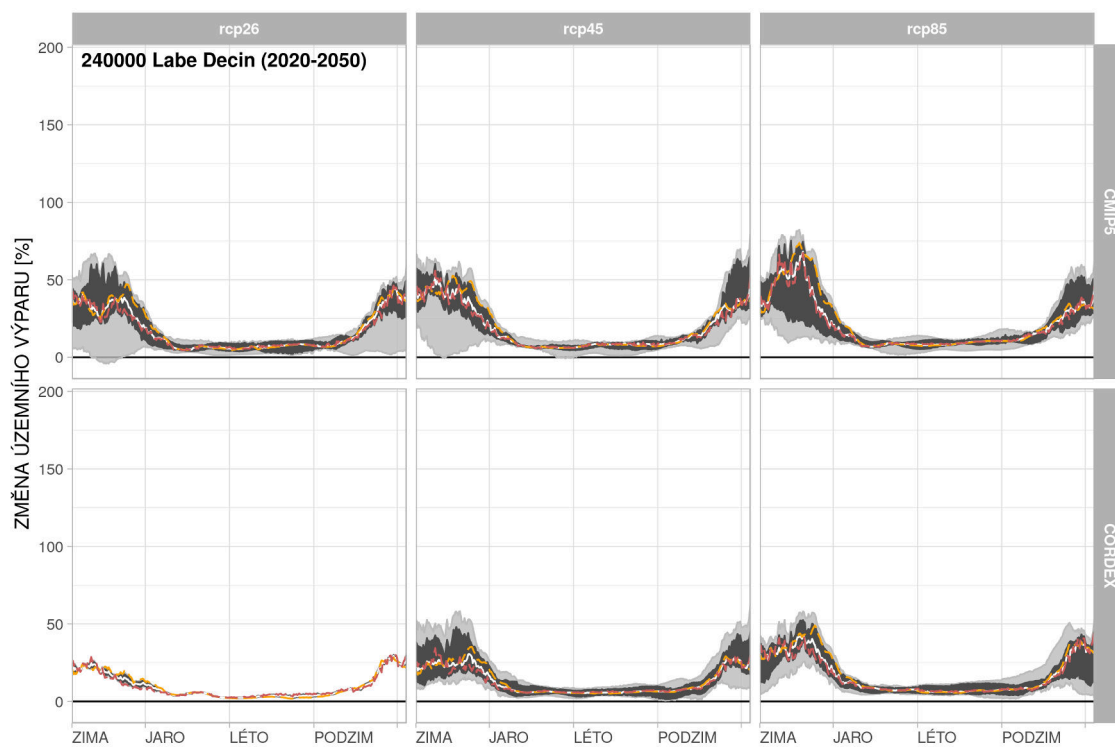 rcp26 rcp45 rcp85
240000 Labe Decin (2020-2050)
ZMĚNA ÚZEMNÍHO VÝPARU [%]
200
150
100
50
0
CMIP5
200
150
100
50
0
CORDEX
ZIMA JARO LÉTO PODZIM ZIMA JARO LÉTO PODZIM ZIMA JARO LÉTO PODZIM